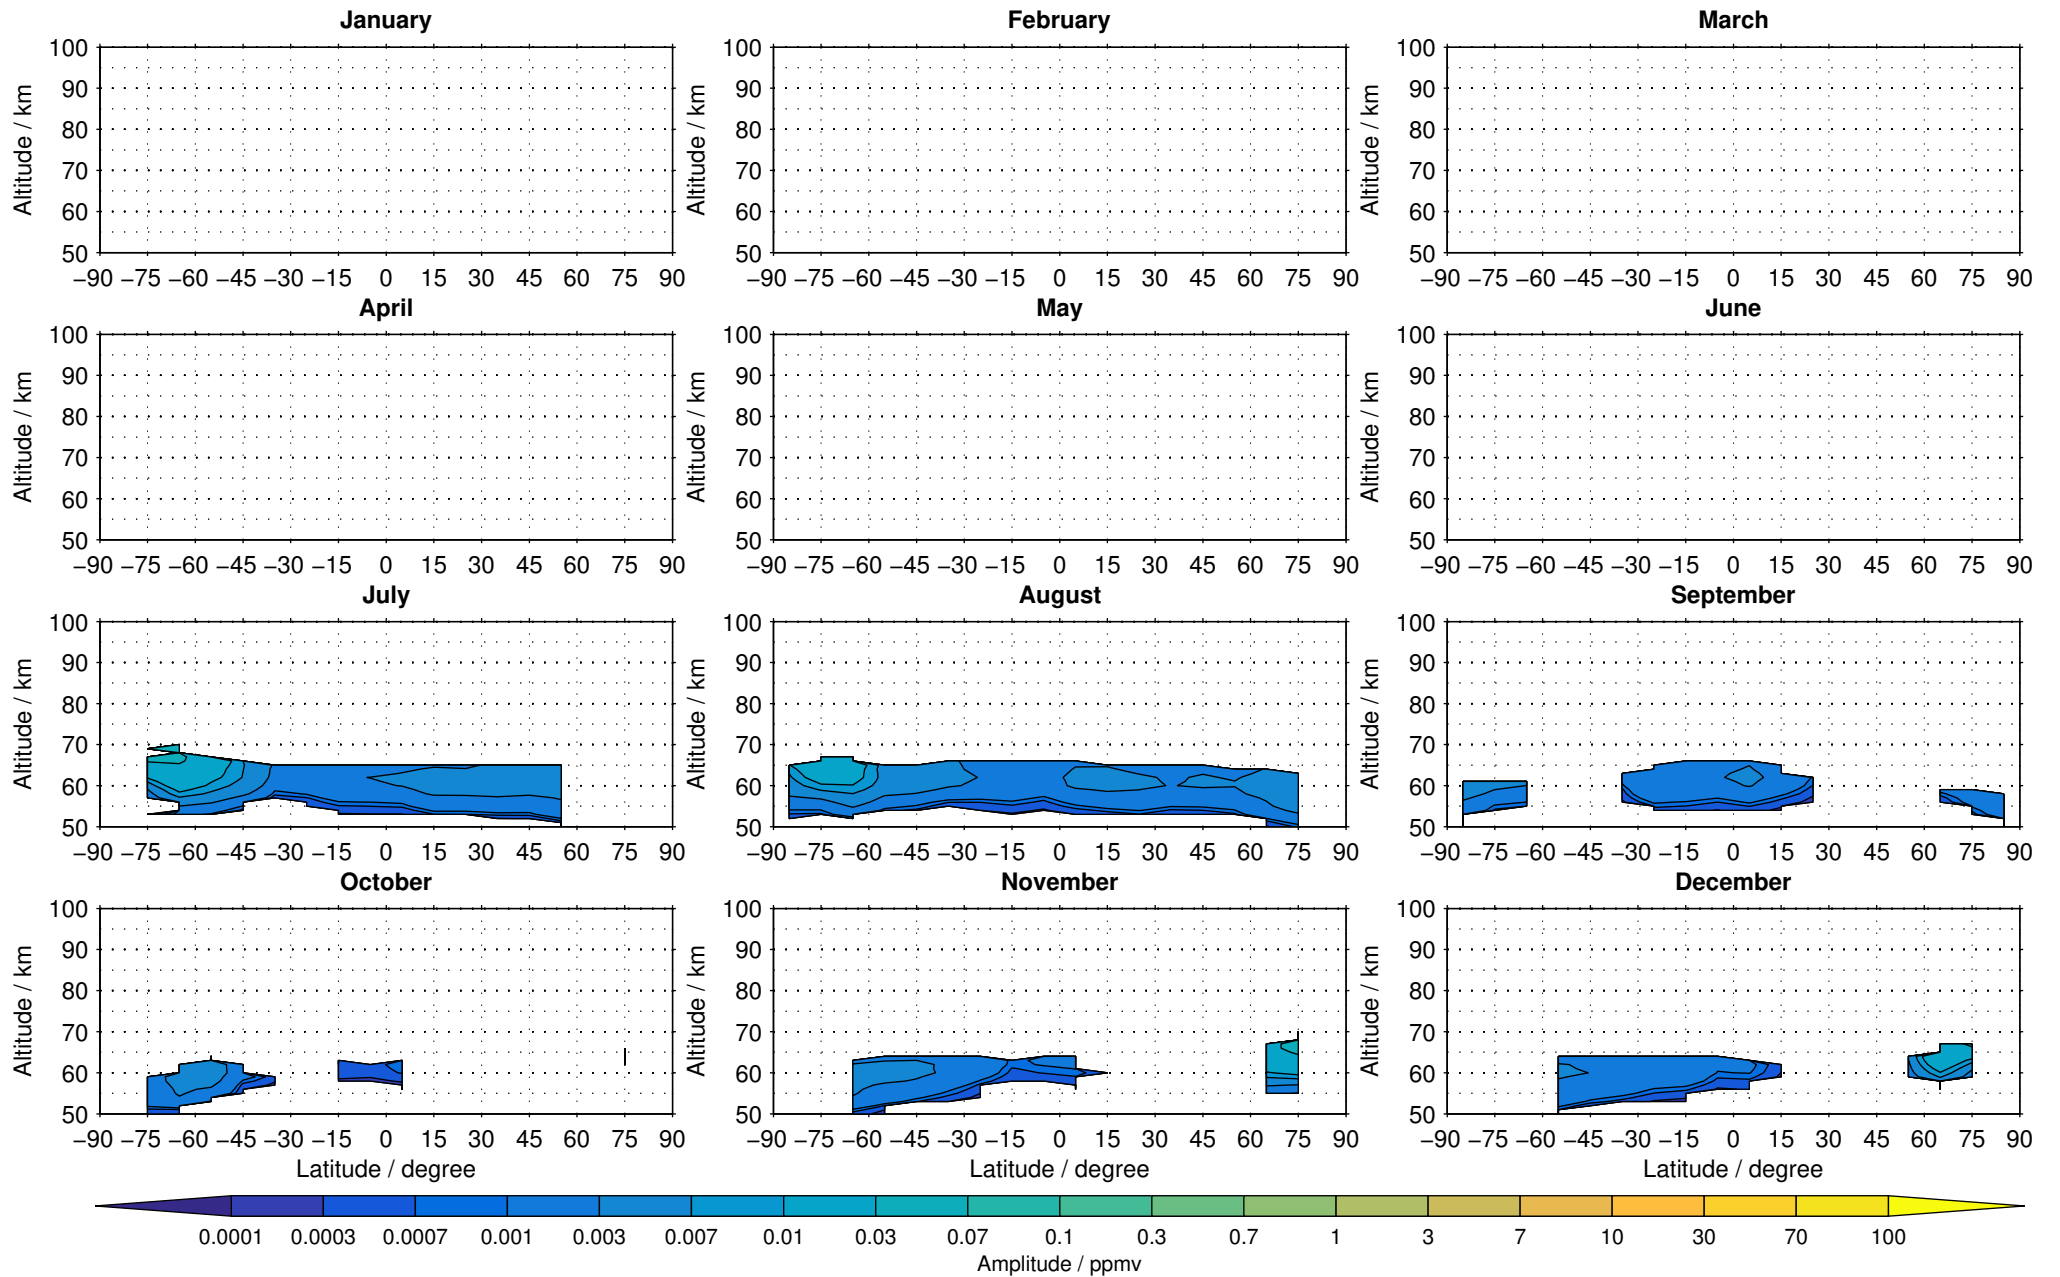 January February March
100 100 100
90 90 90
80 80 80
70 70 70
60 60 60
50 50 50
Altitude / km Altitude / km Altitude / km
−90 −75 −60 −45 −30 −15 0 15 30 45 60 75 90 −90 −75 −60 −45 −30 −15 0 15 30 45 60 75 90 −90 −75 −60 −45 −30 −15 0 15 30 45 60 75 90
April May June
100 100 100
90 90 90
80 80 80
70 70 70
60 60 60
50 50 50
Altitude / km Altitude / km Altitude / km
−90 −75 −60 −45 −30 −15 0 15 30 45 60 75 90 −90 −75 −60 −45 −30 −15 0 15 30 45 60 75 90 −90 −75 −60 −45 −30 −15 0 15 30 45 60 75 90
July August September
100 100 100
90 90 90
80 80 80
70 70 70
60 60 60
50 50 50
Altitude / km Altitude / km Altitude / km
−90 −75 −60 −45 −30 −15 0 15 30 45 60 75 90 −90 −75 −60 −45 −30 −15 0 15 30 45 60 75 90 −90 −75 −60 −45 −30 −15 0 15 30 45 60 75 90
October November December
100 100 100
90 90 90
80 80 80
70 70 70
60 60 60
50 50 50
Altitude / km Altitude / km Altitude / km
−90 −75 −60 −45 −30 −15 0 15 30 45 60 75 90 −90 −75 −60 −45 −30 −15 0 15 30 45 60 75 90 −90 −75 −60 −45 −30 −15 0 15 30 45 60 75 90
Latitude / degree Latitude / degree Latitude / degree
0.0001 0.0003 0.0007 0.001 0.003 0.007 0.01 0.03 0.07 0.1 0.3 0.7 1 3 7 10 30 70 100
Amplitude / ppmv